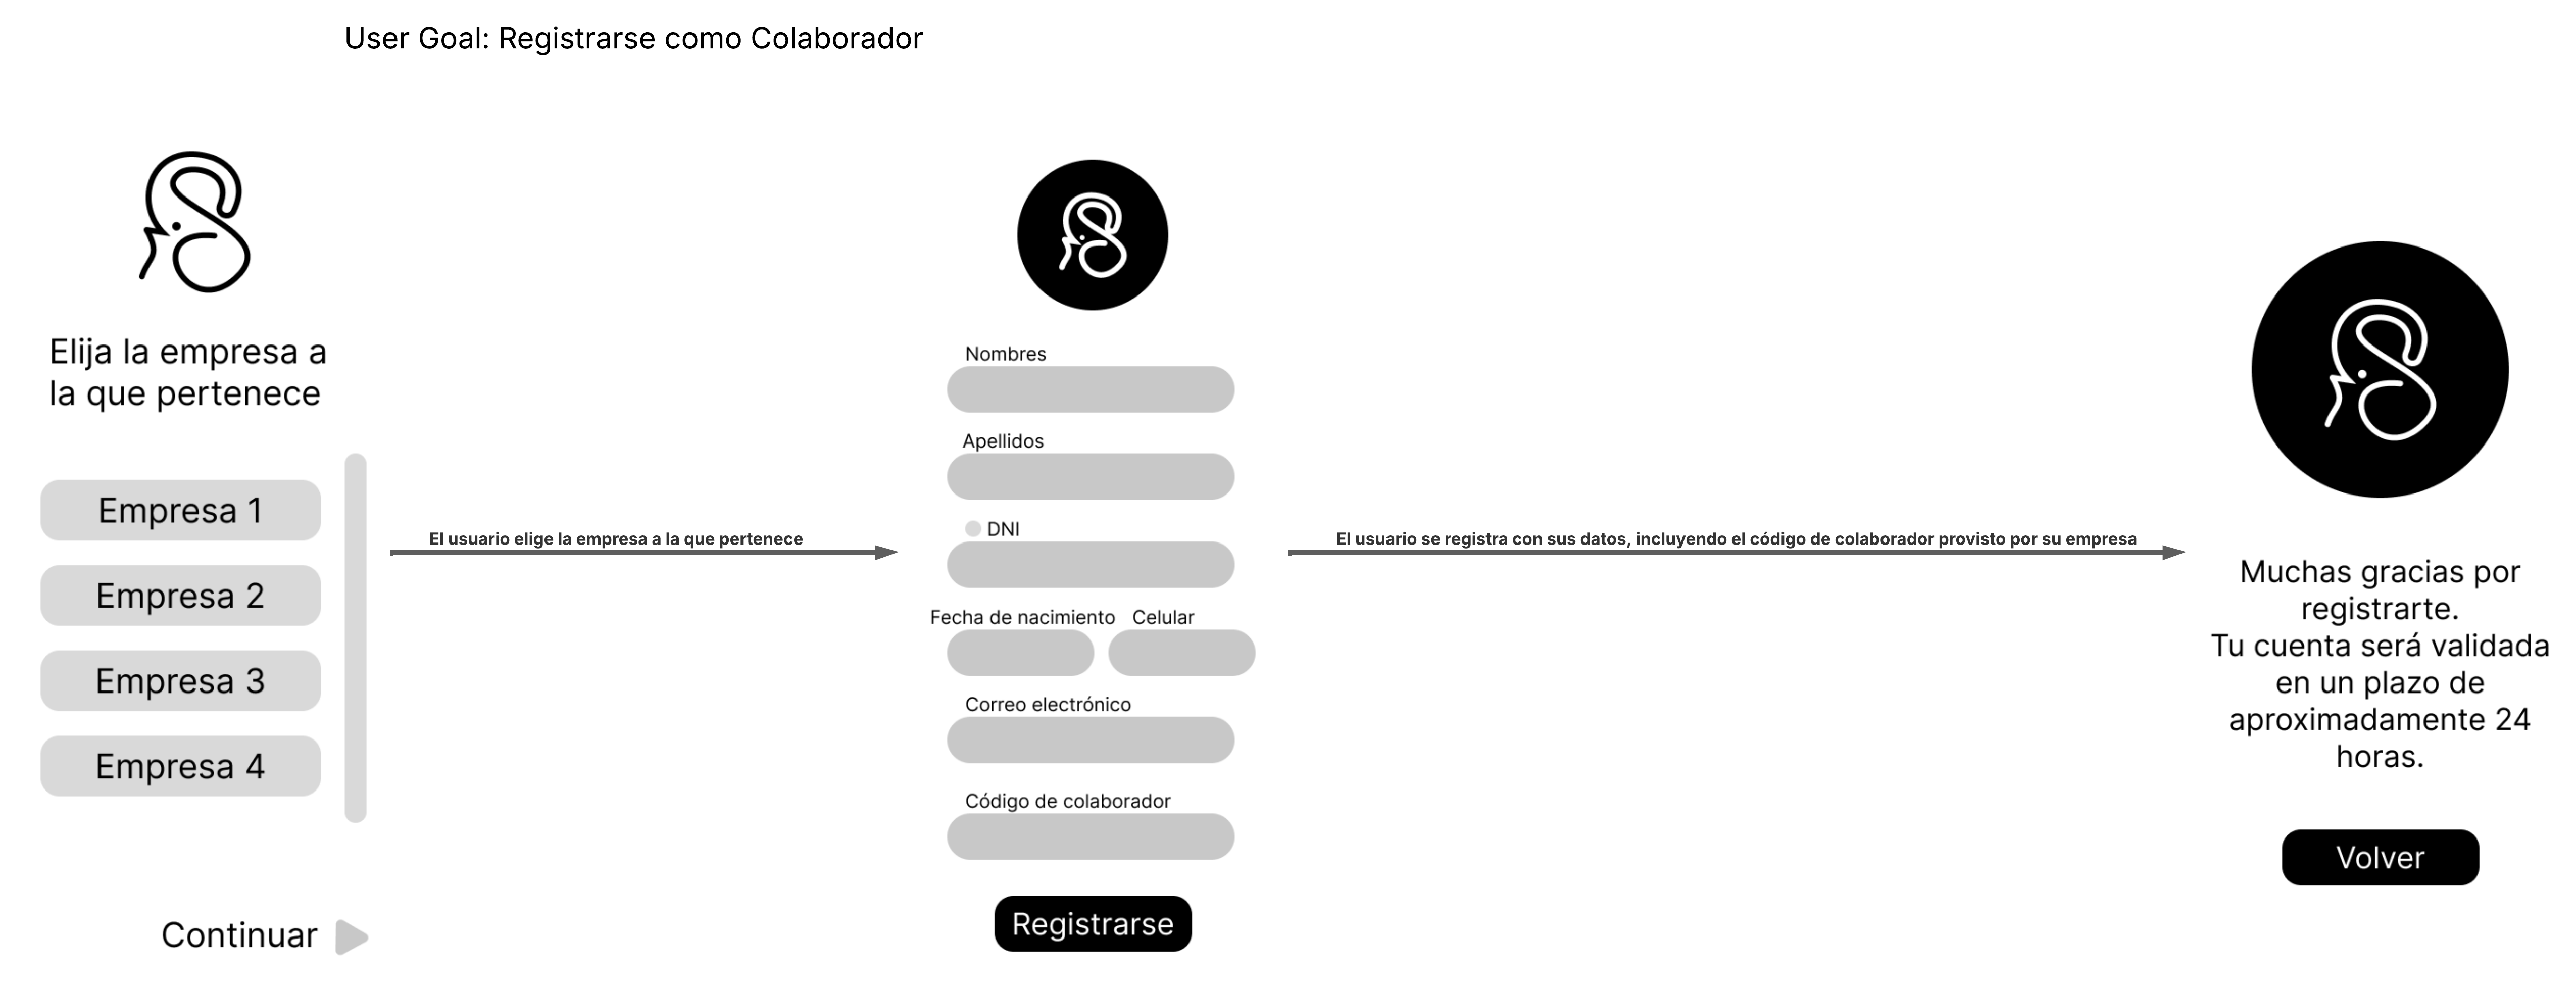 User Goal: Registrarse como Colaborador
Elija la empresa a
la que pertenece
Empresa 1
Empresa 2
Empresa 3
Empresa 4
Continuar
El usuario elige la empresa a la que pertenece
Nombres
Apellidos
DNI
Fecha de nacimiento Celular
Correo electrónico
Código de colaborador
Registrarse
El usuario se registra con sus datos, incluyendo el código de colaborador provisto por su empresa
Muchas gracias por
registrarte.
Tu cuenta será validada
en un plazo de
aproximadamente 24
horas.
Volver